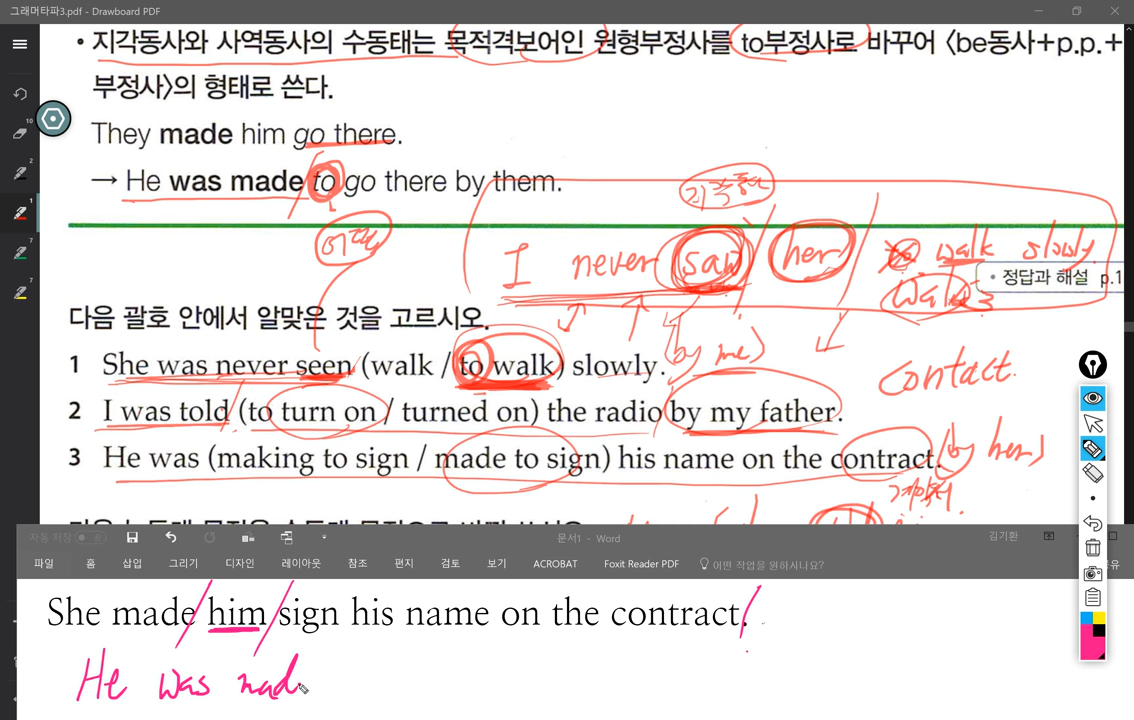 그래머타파3.pdf - Drawboard PDF
• 지각동사와 사역동사의 수동태는 목적격보어인 원형부정사를 to부정사로 바꾸어 〈be동사+p.p.+
부정사〉의 형태로 쓴다.
They made him go there.
→ He was made to go there by them.
지각동사
어떻
I never saw her walk slowly.
walk
• 정답과 해설 p.1
다음 괄호 안에서 알맞은 것을 고르시오.
(by me)
1 She was never seen (walk / to walk) slowly.
contact.
2 I was told (to turn on / turned on) the radio by my father.
3 He was (making to sign / made to sign) his name on the contract.
(by her)
계약서
자동 저장
문서1 - Word
김기환
파일 홈 삽입 그리기 디자인 레이아웃 참조 편지 검토 보기 ACROBAT Foxit Reader PDF 어떤 작업을 원하시나요? 공유
She made him sign his name on the contract.
He was mad